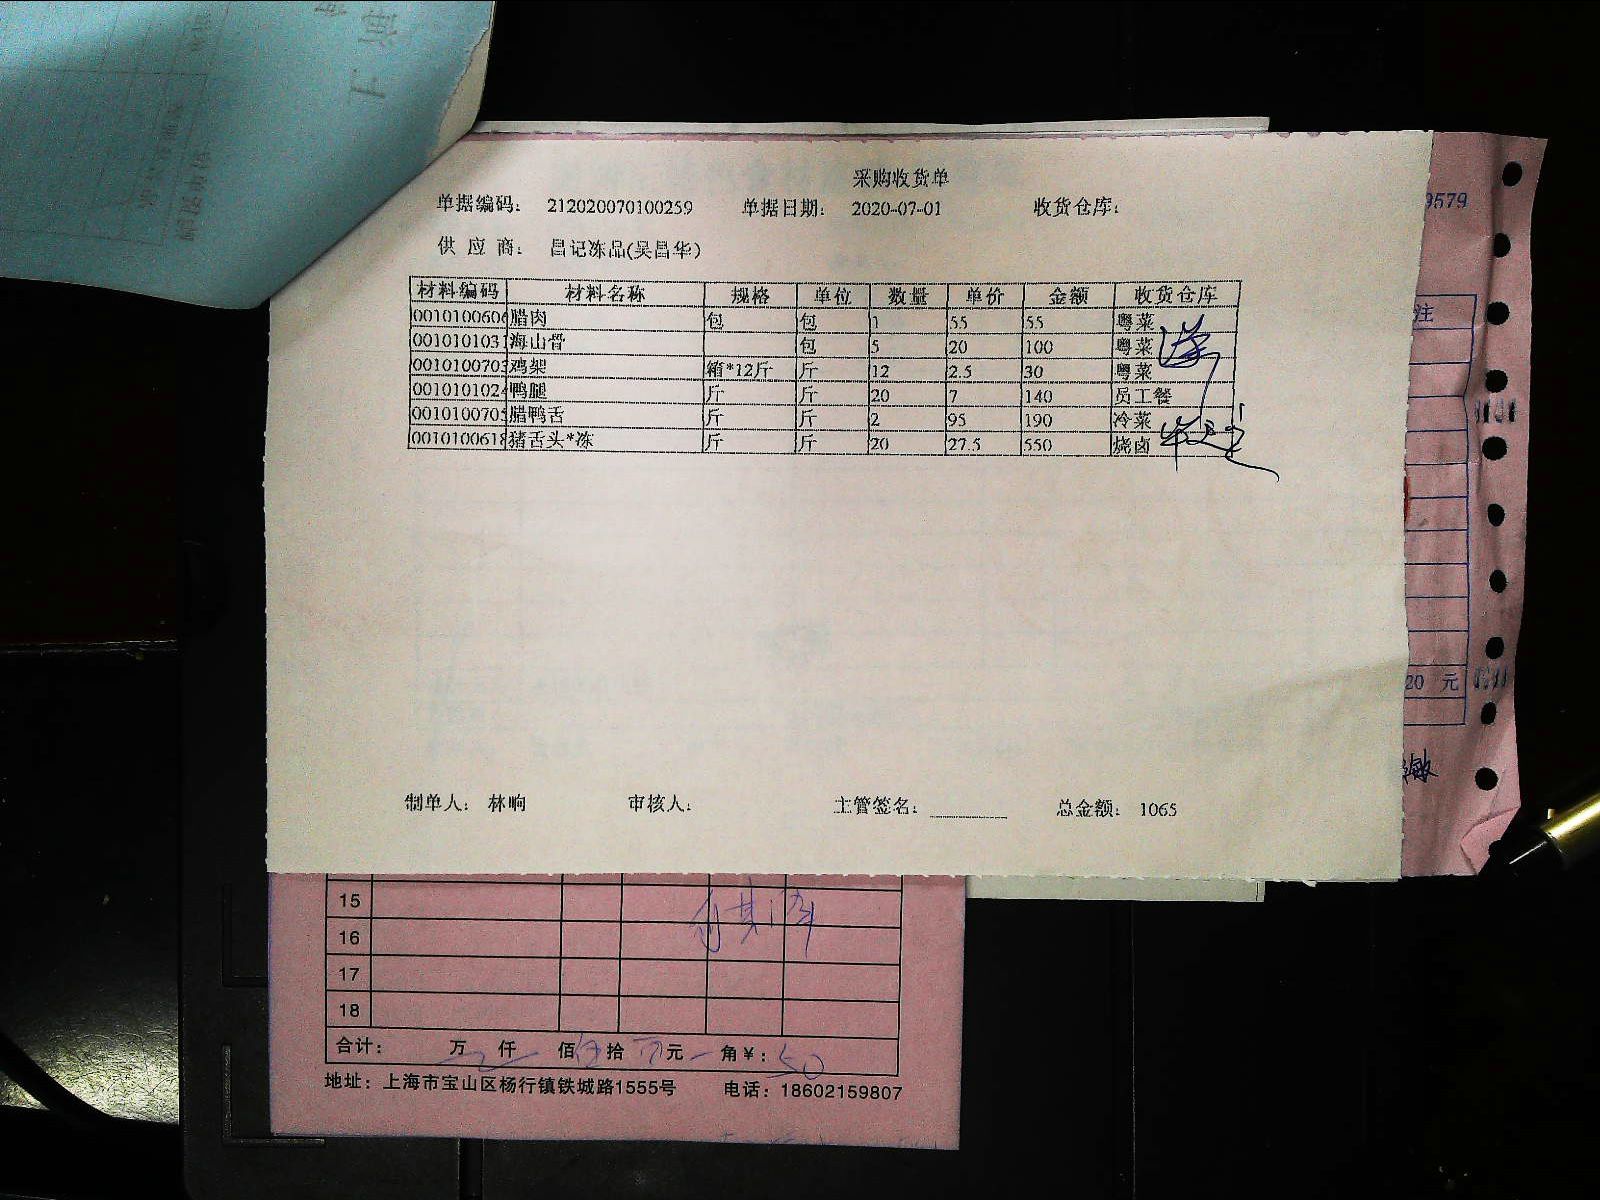 采购收货单
单据编码： 212020070100259 单据日期： 2020-07-01 收货仓库：
供 应 商： 昌记冻品(吴昌华)
材料编码 材料名称 规格 单位 数量 单价 金额 收货仓库
0010100606 腊肉 包 包 1 55 55 粤菜
0010101031 海山骨 包 5 20 100 粤菜
0010100703 鸡架 箱*12斤 斤 12 2.5 30 粤菜
0010101024 鸭腿 斤 斤 20 7 140 员工餐
0010100705 腊鸭舌 斤 斤 2 95 190 冷菜
0010100618 猪舌头*冻 斤 斤 20 27.5 550 烧卤
制单人： 林响 审核人： 主管签名： 总金额： 1065
9579
注
20 元
15
16
17
18
合计： 万 仟 佰 拾 元 角￥： 50
地址：上海市宝山区杨行镇铁城路1555号 电话：18602159807